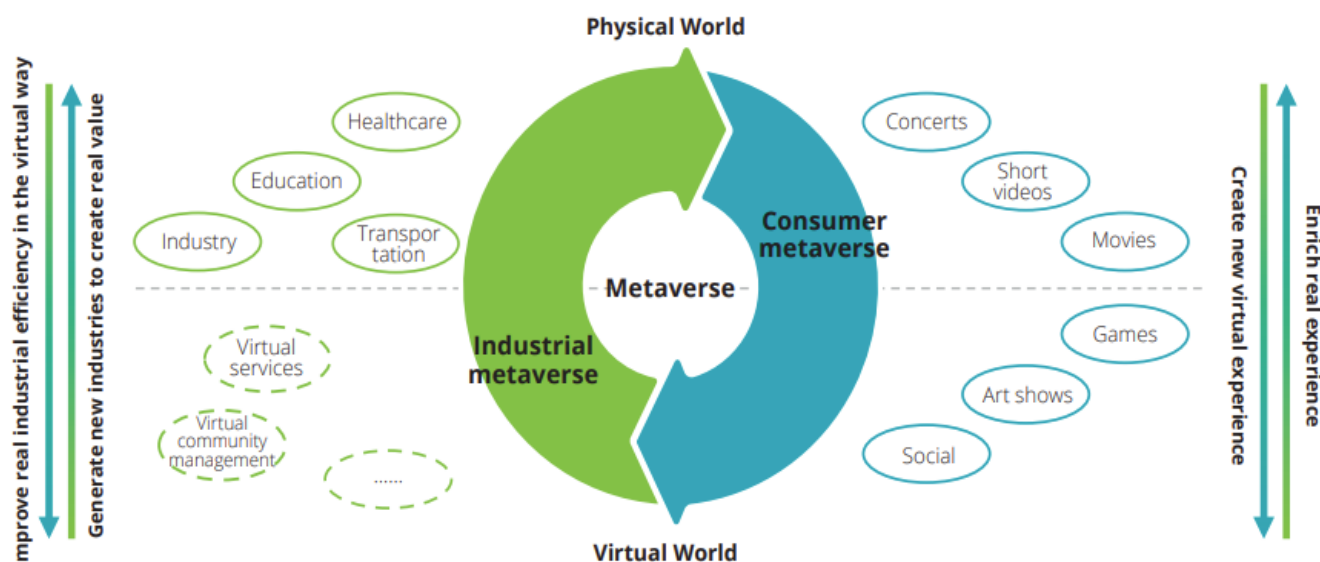 Physical World
mprove real industrial efficiency in the virtual way
Generate new industries to create real value
Healthcare
Education
Industry
Transpor
tation
Virtual
services
Virtual
community
management
......
Industrial
metaverse
Metaverse
Consumer
metaverse
Concerts
Short
videos
Movies
Games
Art shows
Social
Create new virtual experience
Enrich real experience
Virtual World